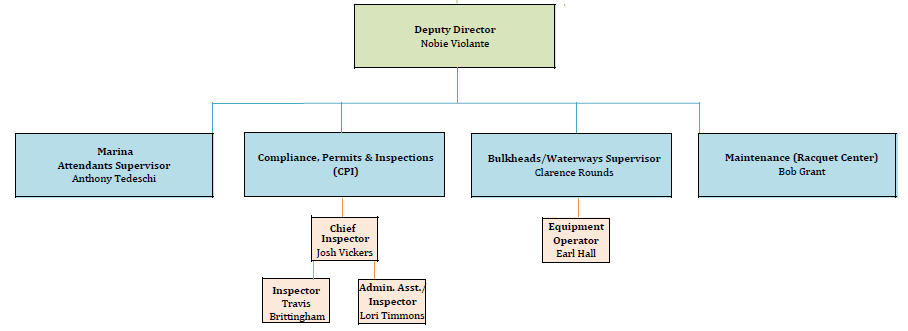 Deputy Director
Nobie Violante
Marina
Attendants Supervisor
Anthony Tedeschi
Compliance, Permits & Inspections
(CPI)
Bulkheads/Waterways Supervisor
Clarence Rounds
Maintenance (Racquet Center)
Bob Grant
Chief
Inspector
Josh Vickers
Equipment
Operator
Earl Hall
Inspector
Travis
Brittingham
Admin. Asst./
Inspector
Lori Timmons